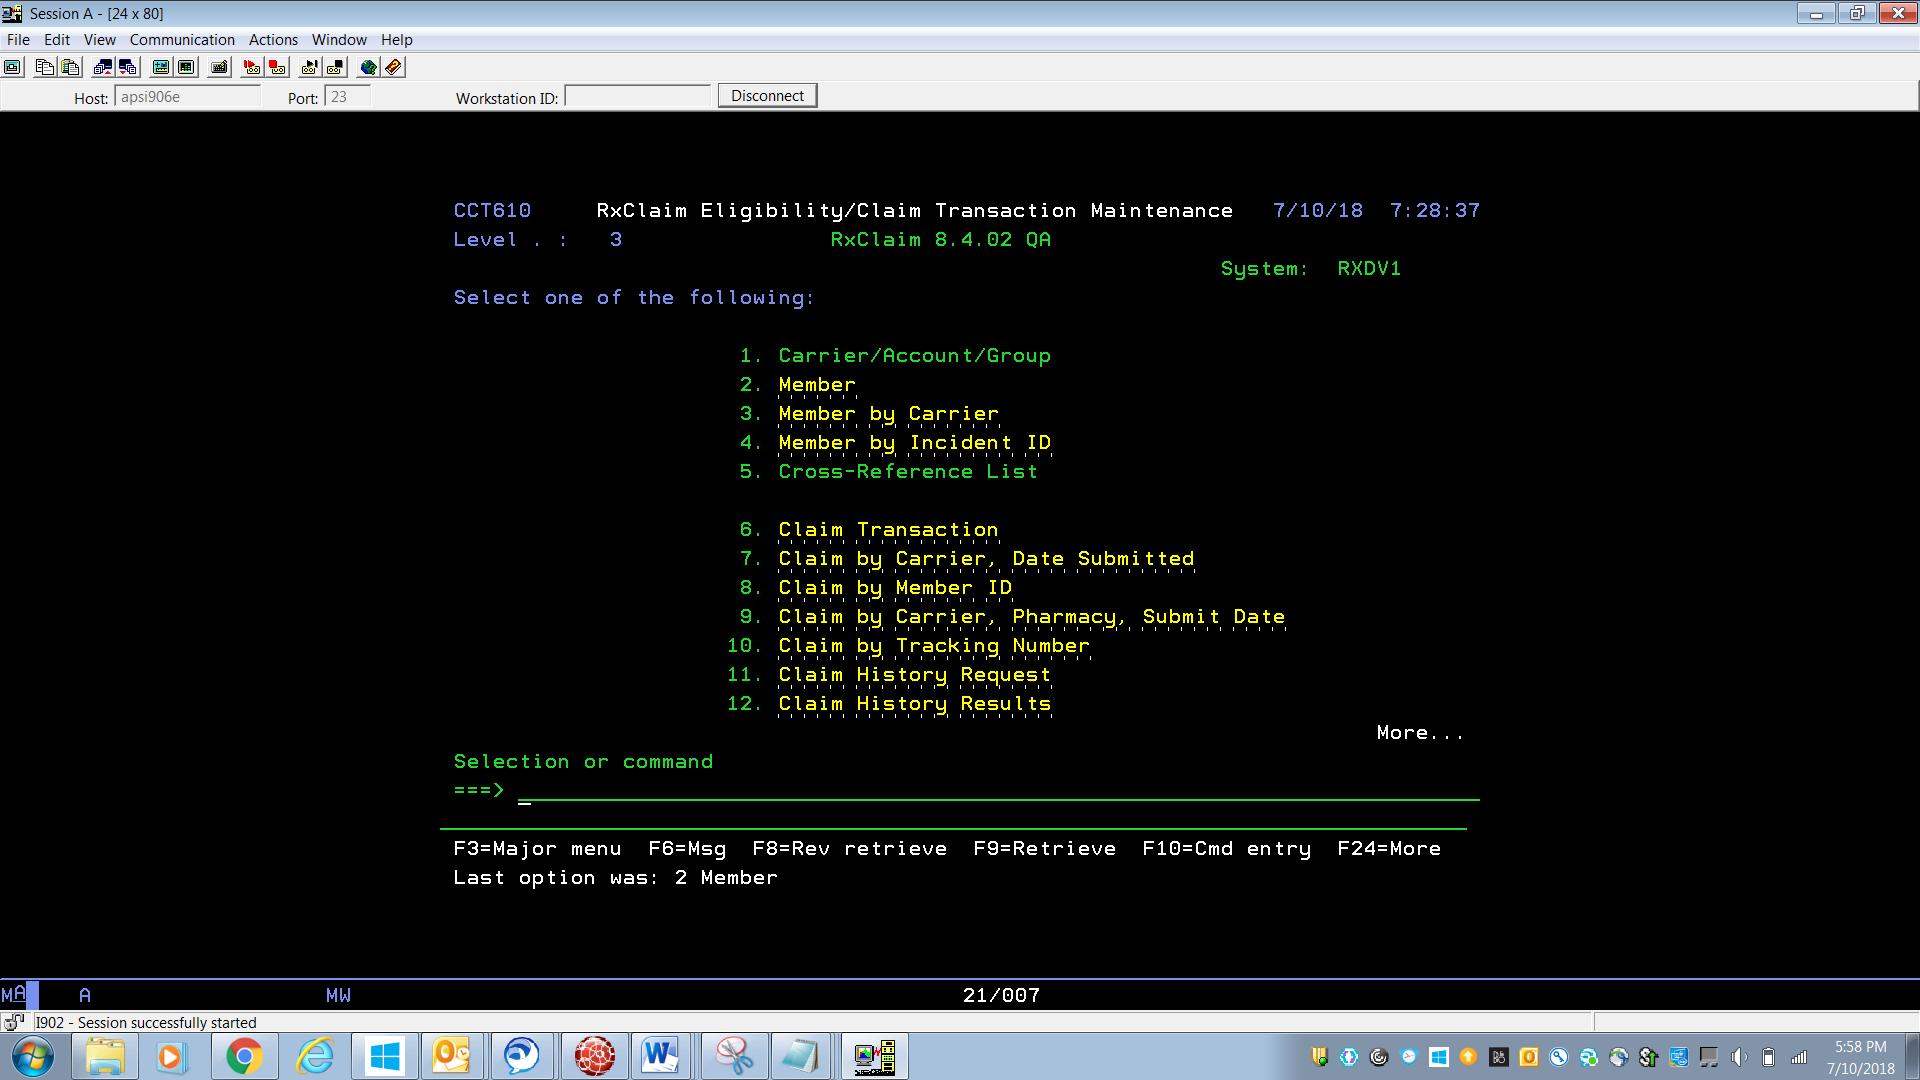 Session A - [24 x 80]
File Edit View Communication Actions Window Help
Host: apsi906e Port: 23 Workstation ID: Disconnect
CCT610 RxClaim Eligibility/Claim Transaction Maintenance 7/10/18 7:28:37
Level . : 3 RxClaim 8.4.02 QA
System: RXDV1
Select one of the following:
1. Carrier/Account/Group
2. Member
3. Member by Carrier
4. Member by Incident ID
5. Cross-Reference List
6. Claim Transaction
7. Claim by Carrier, Date Submitted
8. Claim by Member ID
9. Claim by Carrier, Pharmacy, Submit Date
10. Claim by Tracking Number
11. Claim History Request
12. Claim History Results
More...
Selection or command
===>
F3=Major menu F6=Msg F8=Rev retrieve F9=Retrieve F10=Cmd entry F24=More
Last option was: 2 Member
MA A MW 21/007
I902 - Session successfully started
5:58 PM
7/10/2018